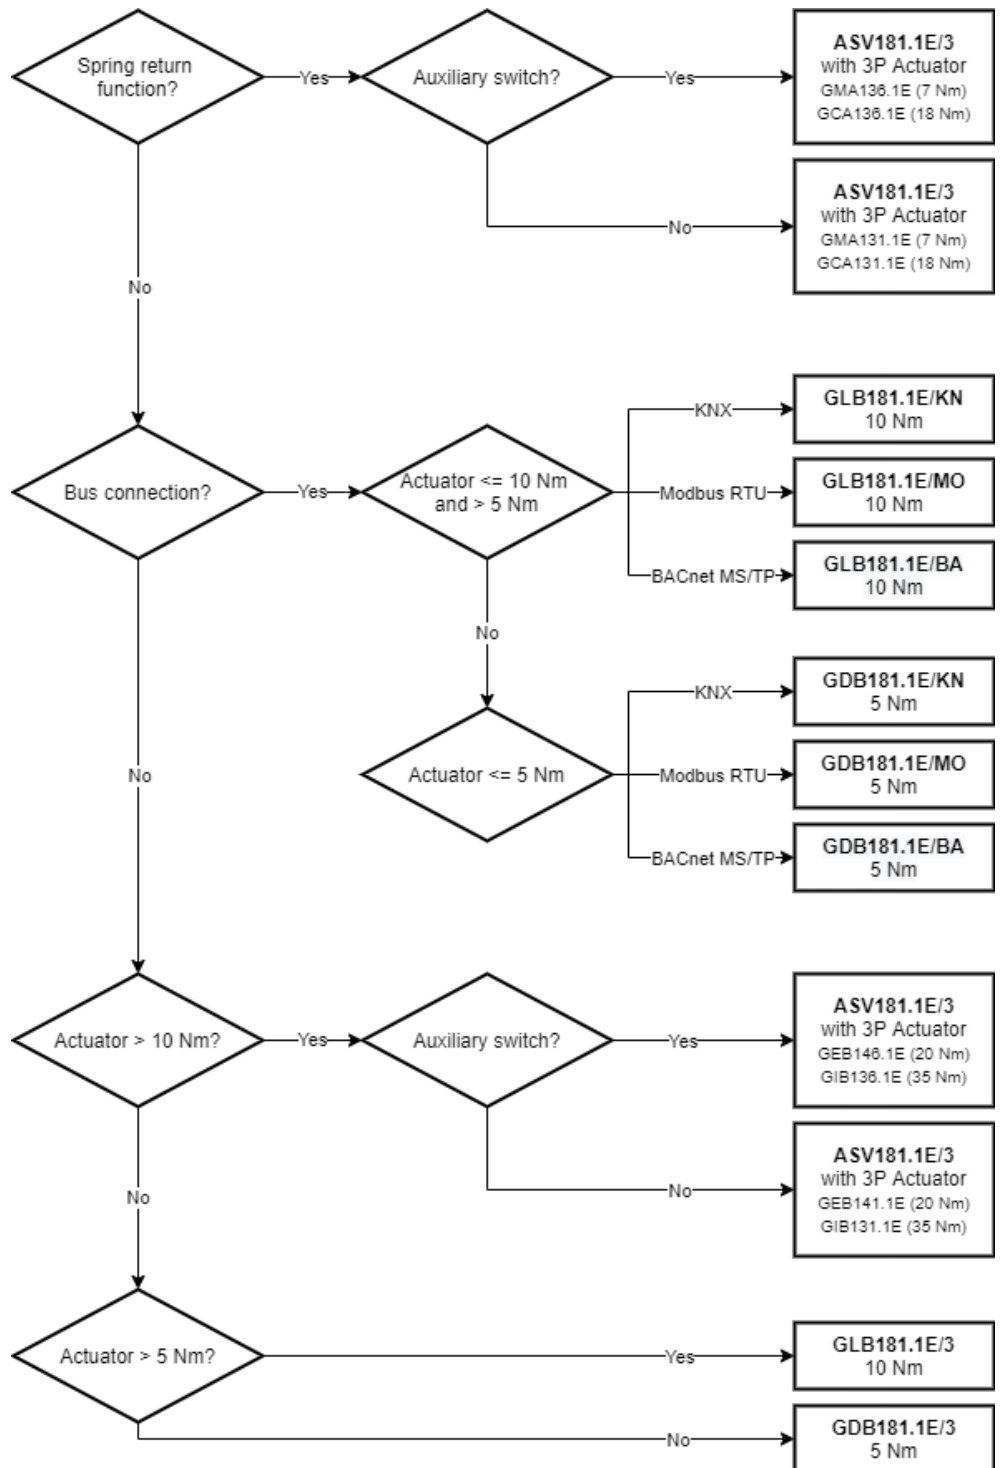 Spring return
function?
Yes
Auxiliary switch?
Yes
ASV181.1E/3
with 3P Actuator
GMA136.1E (7 Nm)
GCA136.1E (18 Nm)
No
ASV181.1E/3
with 3P Actuator
GMA131.1E (7 Nm)
GCA131.1E (18 Nm)
No
Bus connection?
Yes
Actuator <= 10 Nm
and > 5 Nm
KNX
GLB181.1E/KN
10 Nm
Modbus RTU
GLB181.1E/MO
10 Nm
BACnet MS/TP
GLB181.1E/BA
10 Nm
No
Actuator <= 5 Nm
KNX
GDB181.1E/KN
5 Nm
Modbus RTU
GDB181.1E/MO
5 Nm
BACnet MS/TP
GDB181.1E/BA
5 Nm
No
Actuator > 10 Nm?
Yes
Auxiliary switch?
Yes
ASV181.1E/3
with 3P Actuator
GEB146.1E (20 Nm)
GIB136.1E (35 Nm)
No
ASV181.1E/3
with 3P Actuator
GEB141.1E (20 Nm)
GIB131.1E (35 Nm)
No
Actuator > 5 Nm?
Yes
GLB181.1E/3
10 Nm
No
GDB181.1E/3
5 Nm